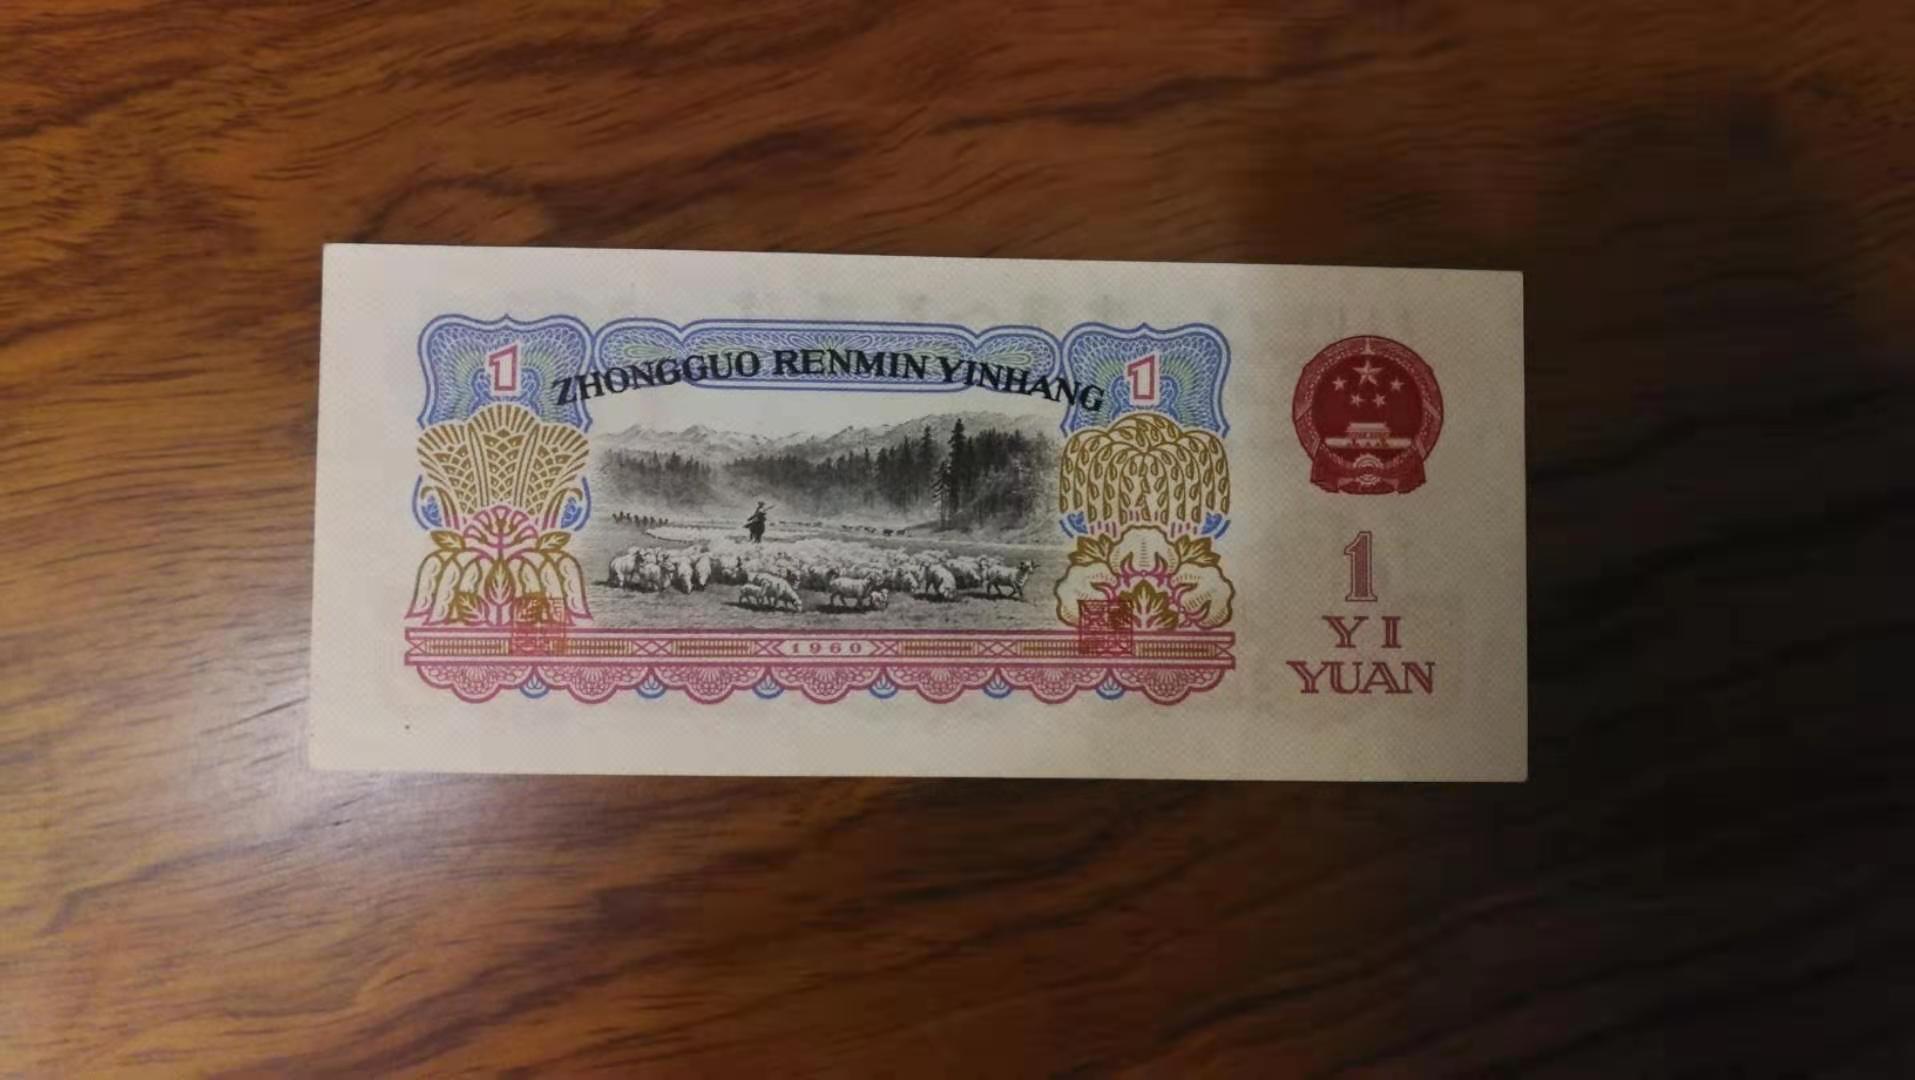 1
ZHONGGUO RENMIN YINHANG
1
1960
1
YI
YUAN